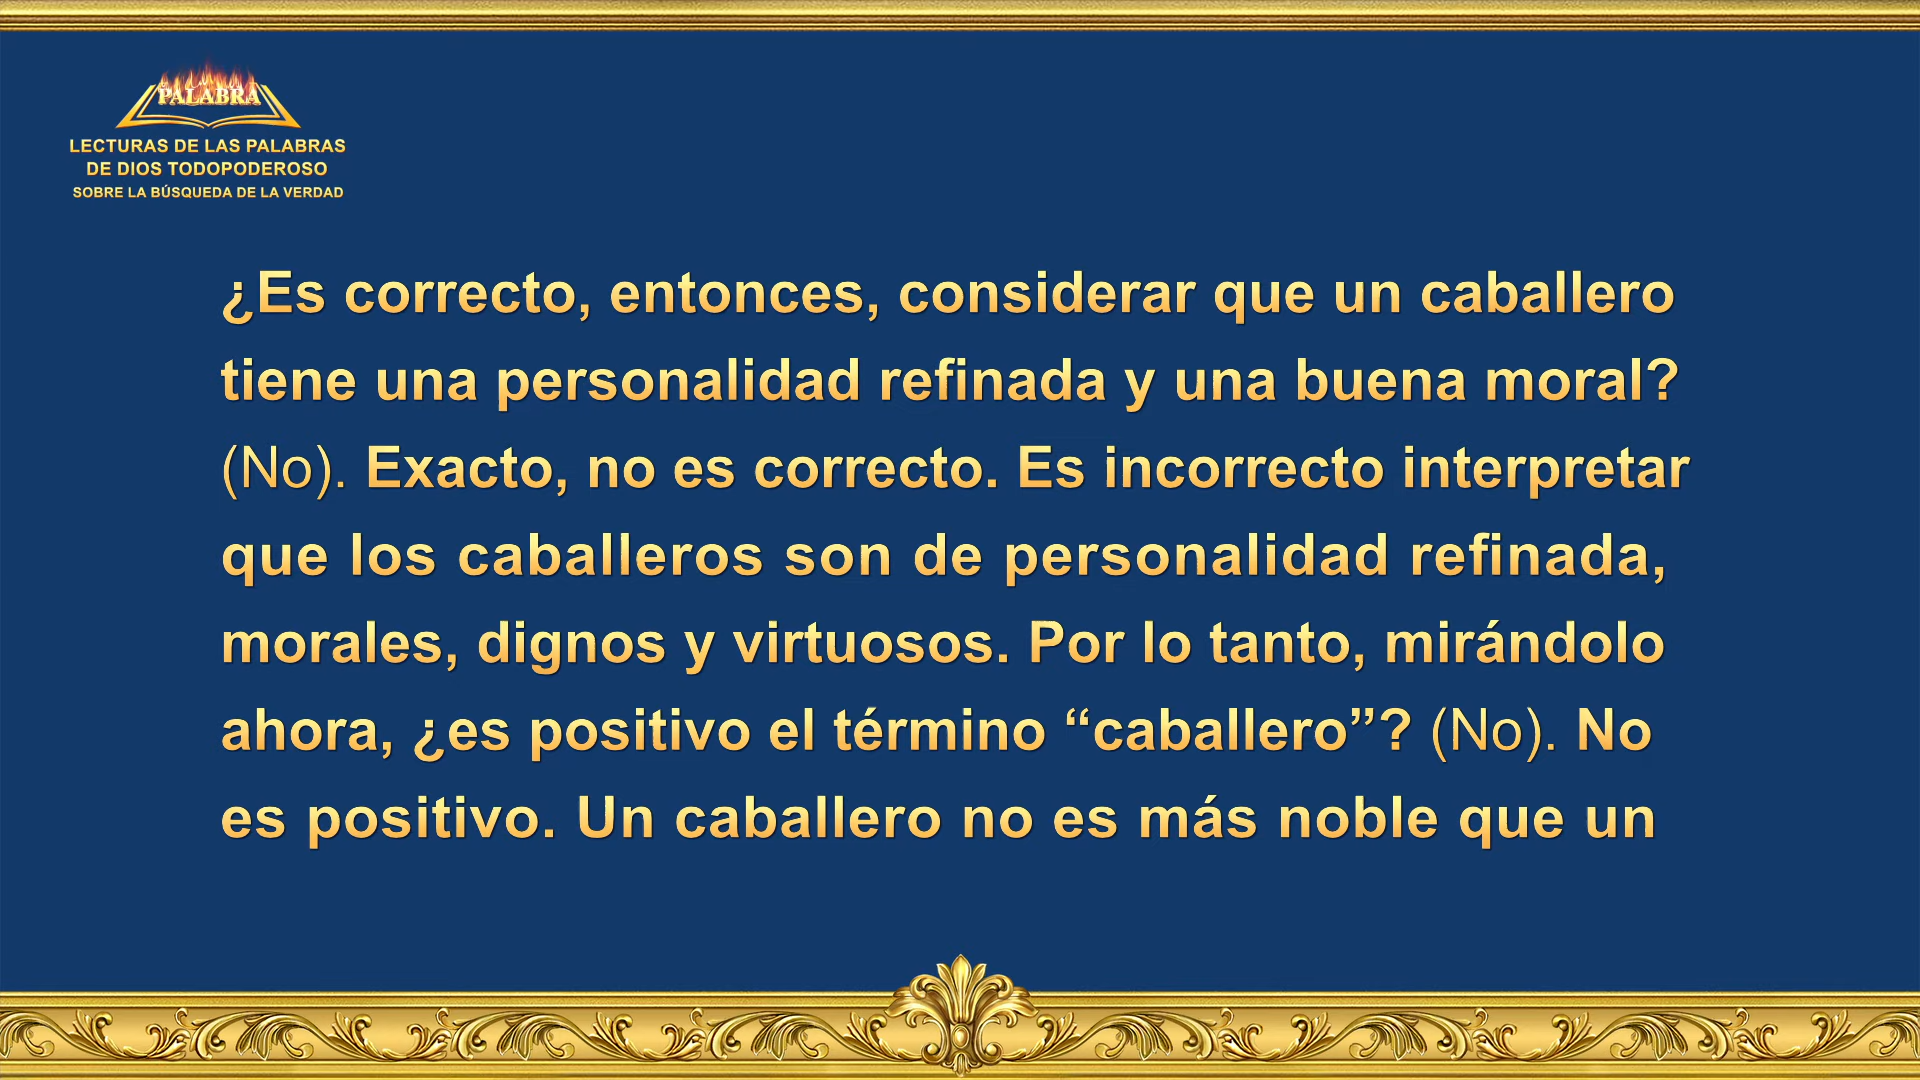 PALABRA
LECTURAS DE LAS PALABRAS
DE DIOS TODOPODEROSO
SOBRE LA BÚSQUEDA DE LA VERDAD
¿Es correcto, entonces, considerar que un caballero
tiene una personalidad refinada y una buena moral?
(No). Exacto, no es correcto. Es incorrecto interpretar
que los caballeros son de personalidad refinada,
morales, dignos y virtuosos. Por lo tanto, mirándolo
ahora, ¿es positivo el término “caballero”? (No). No
es positivo. Un caballero no es más noble que un